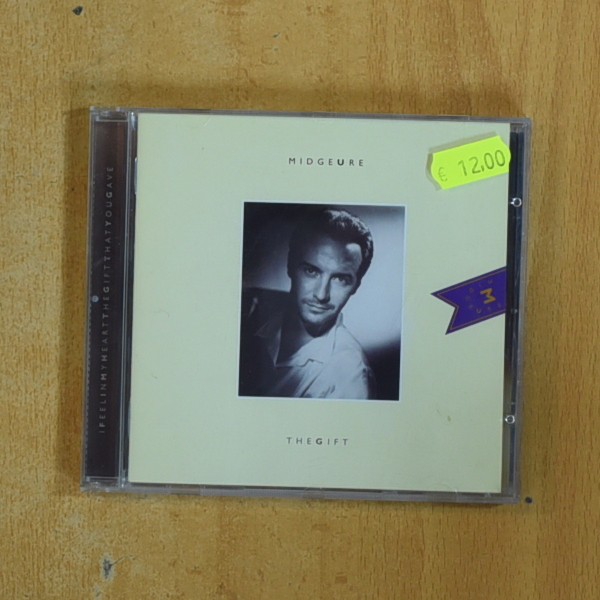 MIDGEURE
€ 12,00
M
THEGIFT
IFEELINMYHEARTTHEGIFTTHATYOUGAVE